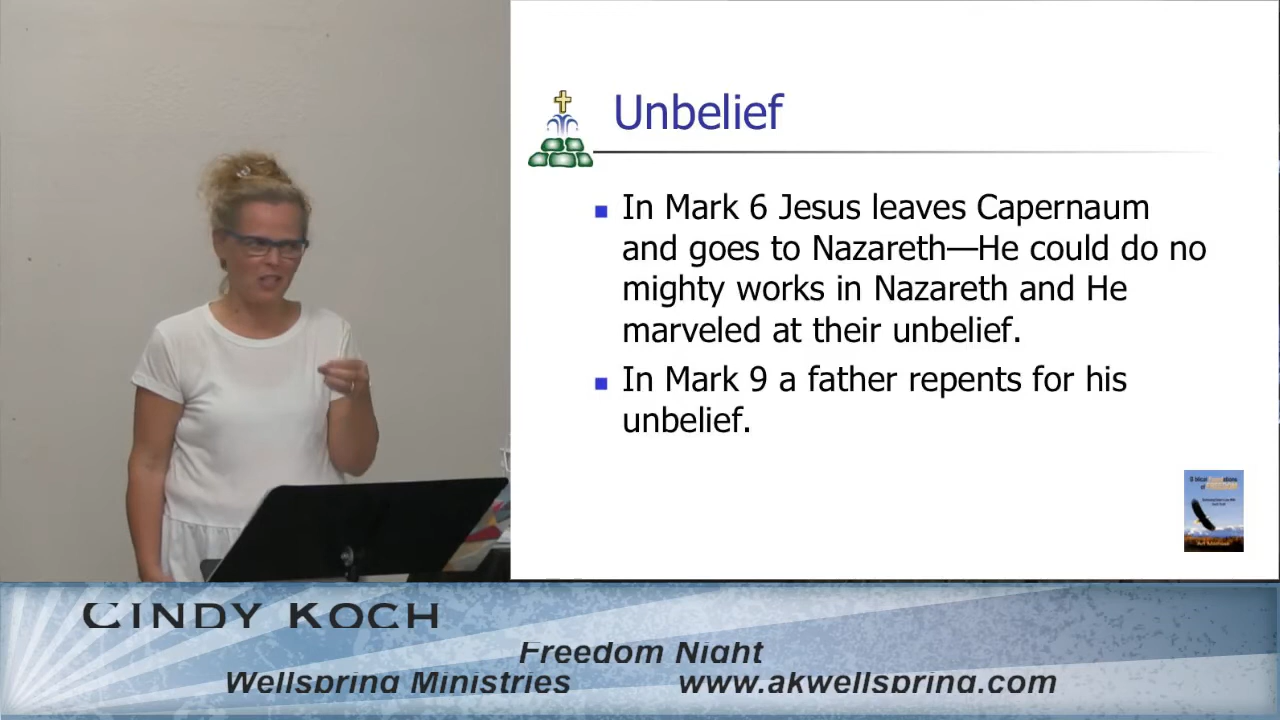 Unbelief
In Mark 6 Jesus leaves Capernaum
and goes to Nazareth—He could do no
mighty works in Nazareth and He
marveled at their unbelief.
In Mark 9 a father repents for his
unbelief.
of FREEDOM
CINDY KOCH
Freedom Night
Wellspring Ministries www.akwellspring.com